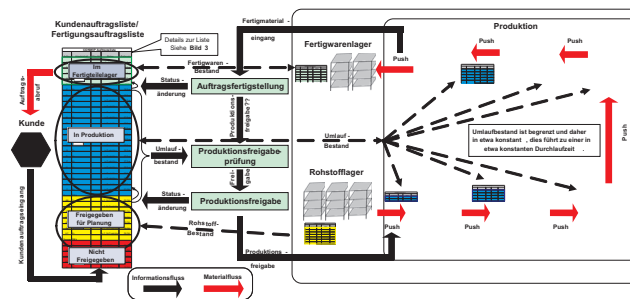 Kundenauftragsliste/
Fertigungsauftragsliste
Details zur Liste
Siehe Bild 3
Im
Fertigteillager
Auftrags-
abruf
Kunde
Kundenauftragseingang
In Produktion
Freigegeben
für Planung
Nicht
Freigegeben
Fertigmaterial -
eingang
Fertigwaren-
Bestand
Status -
änderung
Auftragsfertigstellung
Produktions
freigabe??
Umlauf -
bestand
Produktionsfreigabe
prüfung
Frei-
gabe
Status -
änderung
Produktionsfreigabe
Rohstoff-
Bestand
Produktions -
freigabe
Umlauf -
Bestand
Fertigwarenlager
Rohstofflager
Produktion
Push
Push
Push
Push
Push
Umlaufbestand ist begrenzt und daher
in etwa konstant , dies führt zu einer in
etwa konstanten Durchlaufzeit .
Push
Push
Push
Informationsfluss
Materialfluss